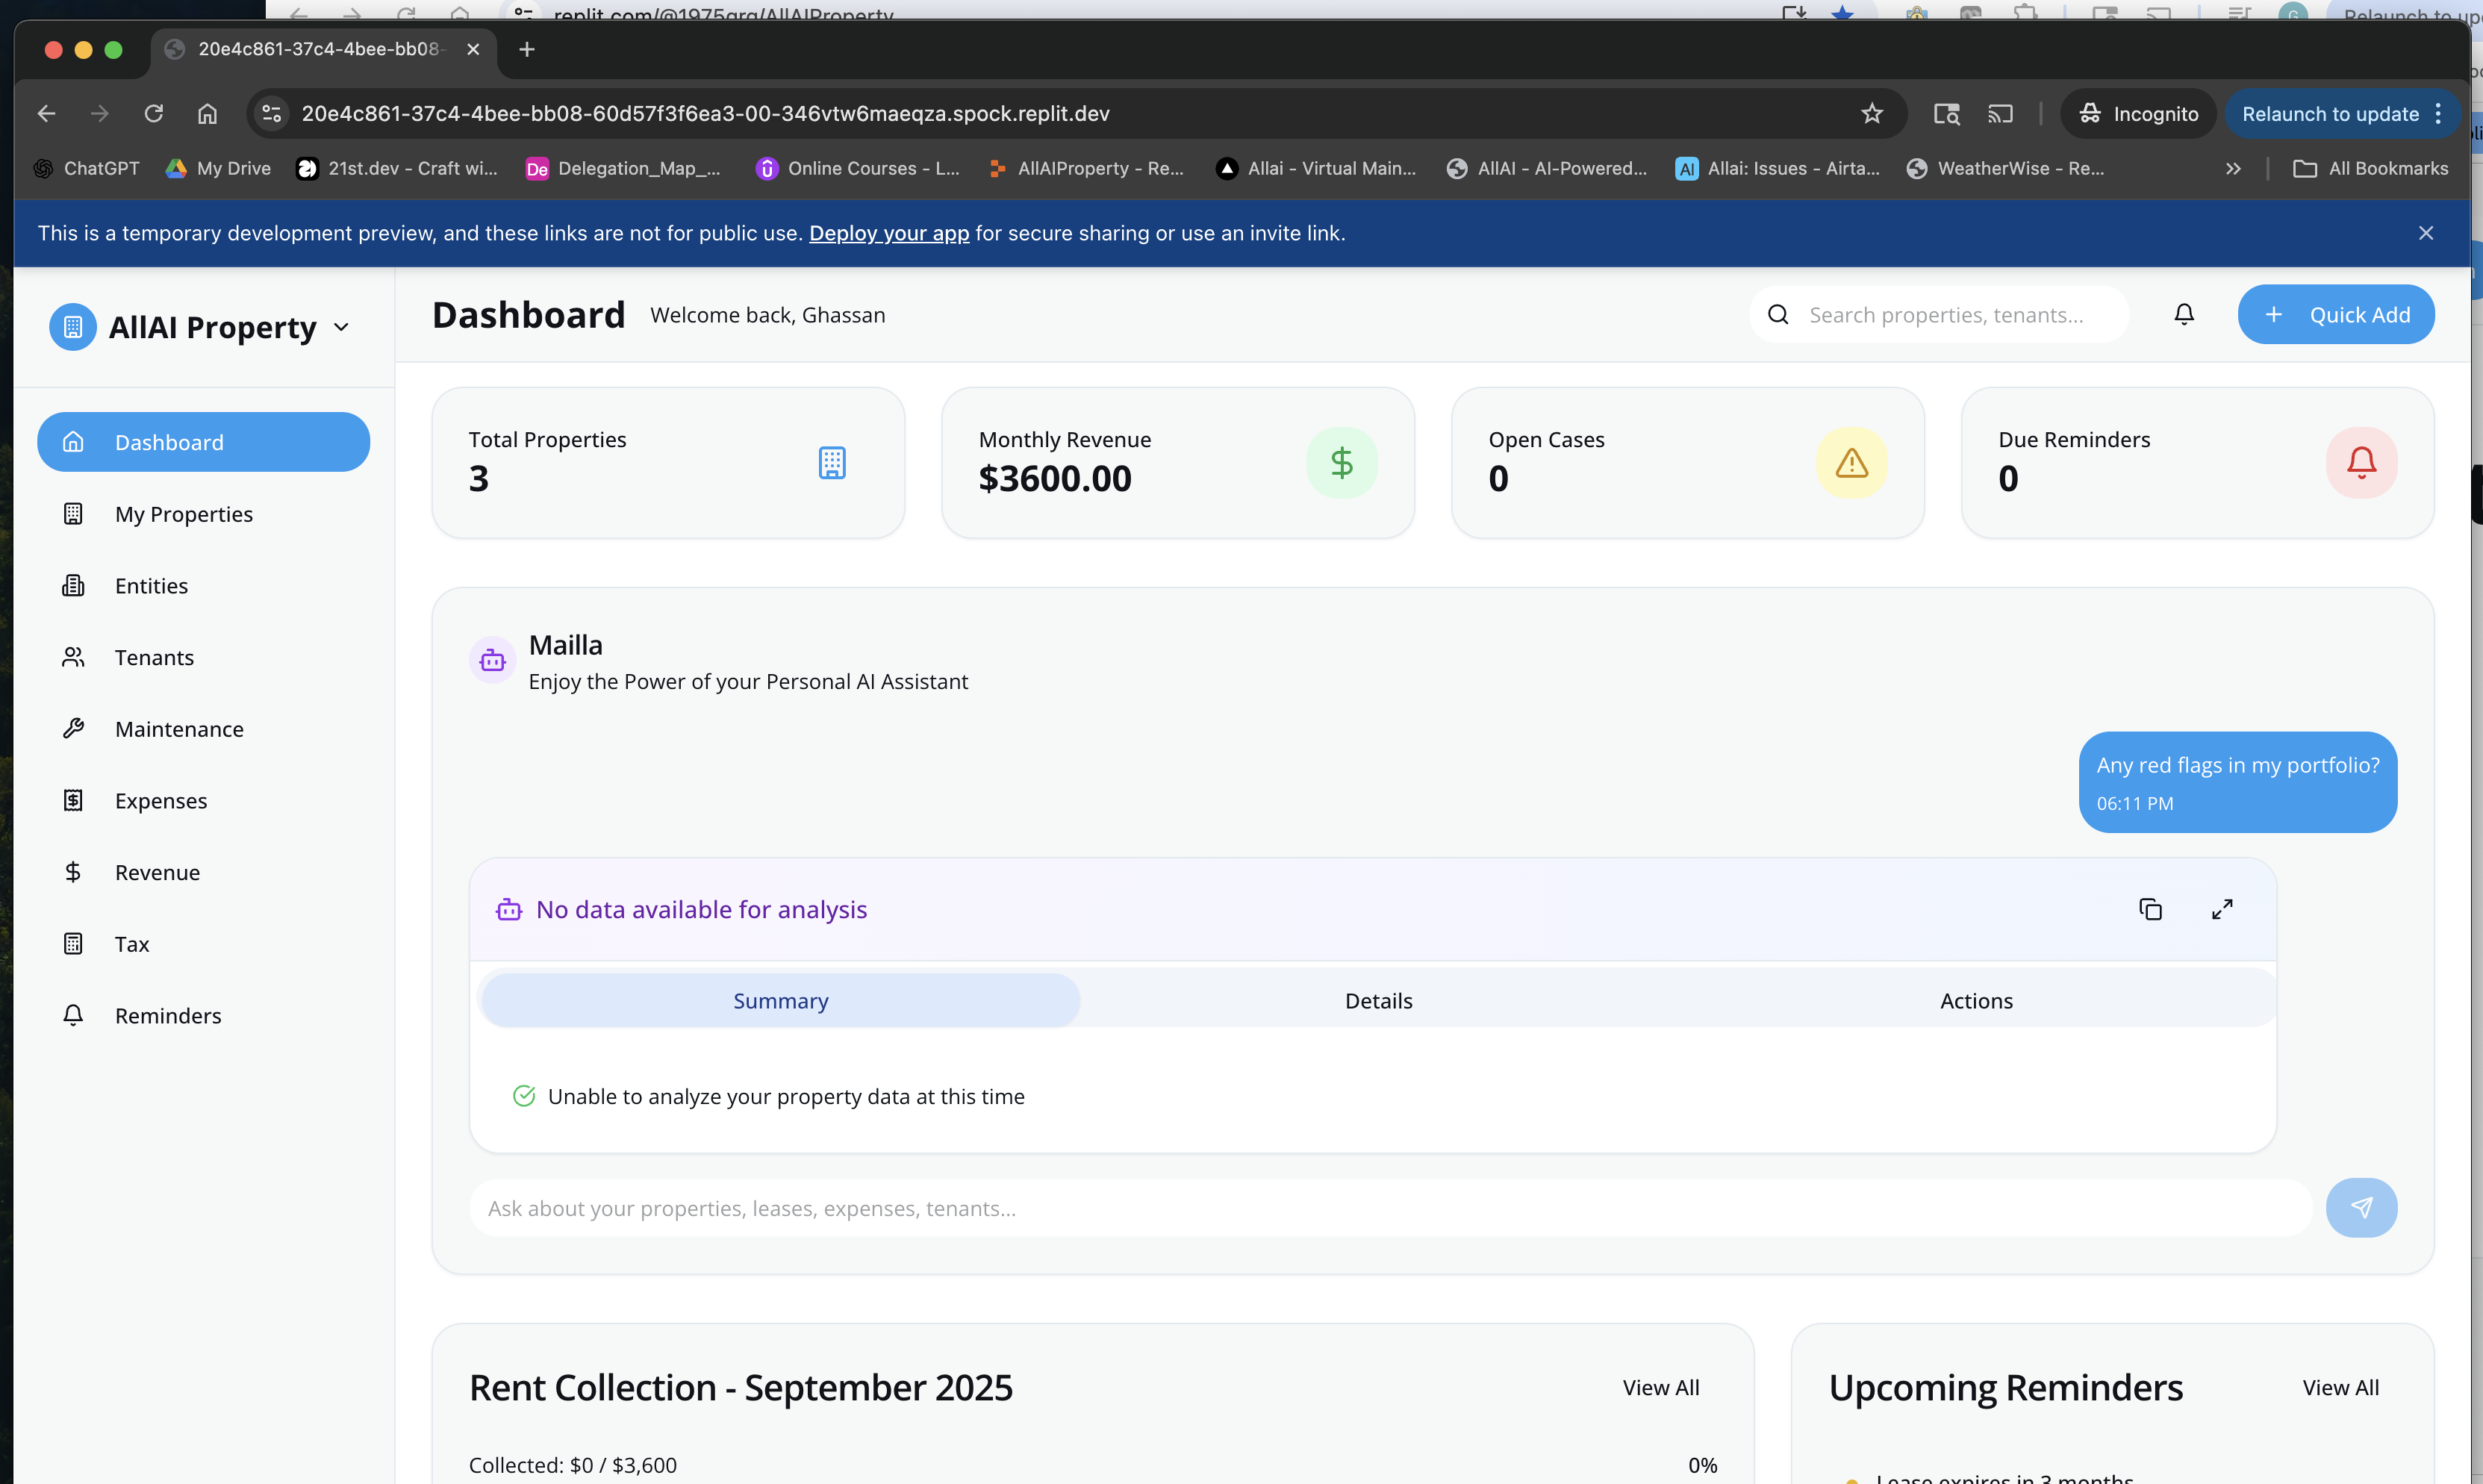 replit.com/@1975grg/AllAIProperty
20e4c861-37c4-4bee-bb08-
20e4c861-37c4-4bee-bb08-60d57f3f6ea3-00-346vtw6maeqza.spock.replit.dev
Incognito
Relaunch to update
ChatGPT
My Drive
21st.dev - Craft wi...
De
Delegation_Map_...
Online Courses - L...
AllAIProperty - Re...
Allai - Virtual Main...
AllAI - AI-Powered...
AI
Allai: Issues - Airta...
WeatherWise - Re...
All Bookmarks
This is a temporary development preview, and these links are not for public use. Deploy your app for secure sharing or use an invite link.
AllAI Property
Dashboard
Welcome back, Ghassan
Search properties, tenants...
Quick Add
Dashboard
My Properties
Entities
Tenants
Maintenance
Expenses
Revenue
Tax
Reminders
Total Properties
3
Monthly Revenue
$3600.00
Open Cases
0
Due Reminders
0
Mailla
Enjoy the Power of your Personal AI Assistant
Any red flags in my portfolio?
06:11 PM
No data available for analysis
Summary
Details
Actions
Unable to analyze your property data at this time
Ask about your properties, leases, expenses, tenants...
Rent Collection - September 2025
View All
Collected: $0 / $3,600
0%
Upcoming Reminders
View All
Lease expires in 3 months